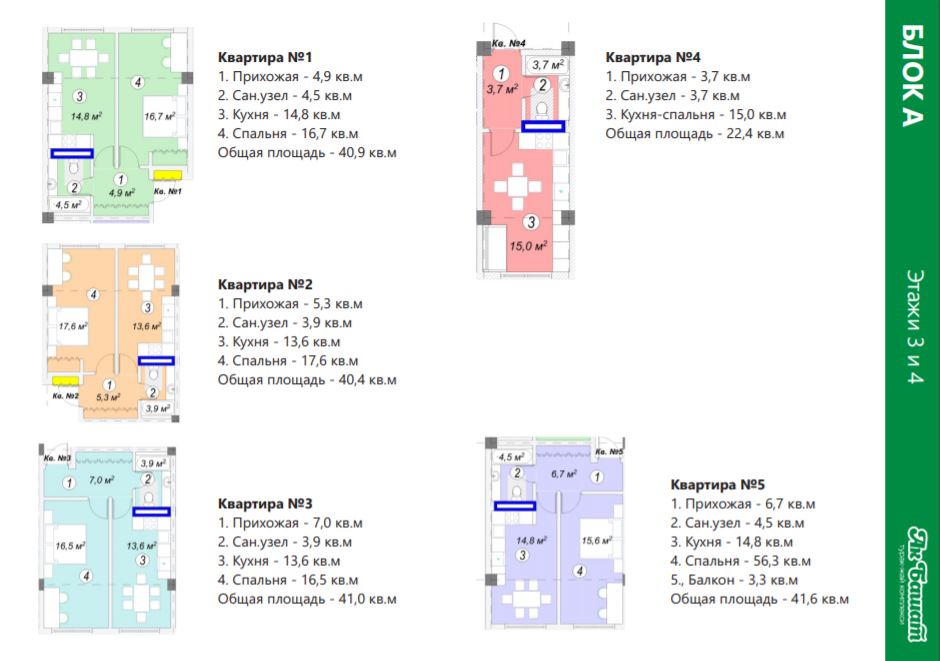 Квартира №1
1. Прихожая - 4,9 кв.м
2. Сан.узел - 4,5 кв.м
3. Кухня - 14,8 кв.м
4. Спальня - 16,7 кв.м
Общая площадь - 40,9 кв.м
3
14,8 м²
4
16,7 м²
1
4,9 м²
2
4,5 м²
Кв. №1
Квартира №4
1. Прихожая - 3,7 кв.м
2. Сан.узел - 3,7 кв.м
3. Кухня-спальня - 15,0 кв.м
Общая площадь - 22,4 кв.м
Кв. №4
1
3,7 м²
3,7 м²
2
3
15,0 м²
Квартира №2
1. Прихожая - 5,3 кв.м
2. Сан.узел - 3,9 кв.м
3. Кухня - 13,6 кв.м
4. Спальня - 17,6 кв.м
Общая площадь - 40,4 кв.м
4
17,6 м²
3
13,6 м²
1
5,3 м²
2
3,9 м²
Кв. №2
Квартира №3
1. Прихожая - 7,0 кв.м
2. Сан.узел - 3,9 кв.м
3. Кухня - 13,6 кв.м
4. Спальня - 16,5 кв.м
Общая площадь - 41,0 кв.м
Кв. №3
1
7,0 м²
3,9 м²
2
16,5 м²
4
13,6 м²
3
Квартира №5
1. Прихожая - 6,7 кв.м
2. Сан.узел - 4,5 кв.м
3. Кухня - 14,8 кв.м
4. Спальня - 56,3 кв.м
5., Балкон - 3,3 кв.м
Общая площадь - 41,6 кв.м
4,5 м²
2
6,7 м²
1
Кв. №5
14,8 м²
3
15,6 м²
4
БЛОК А
Этажи 3 и 4
Ак-Башат
турак-жай комплекси